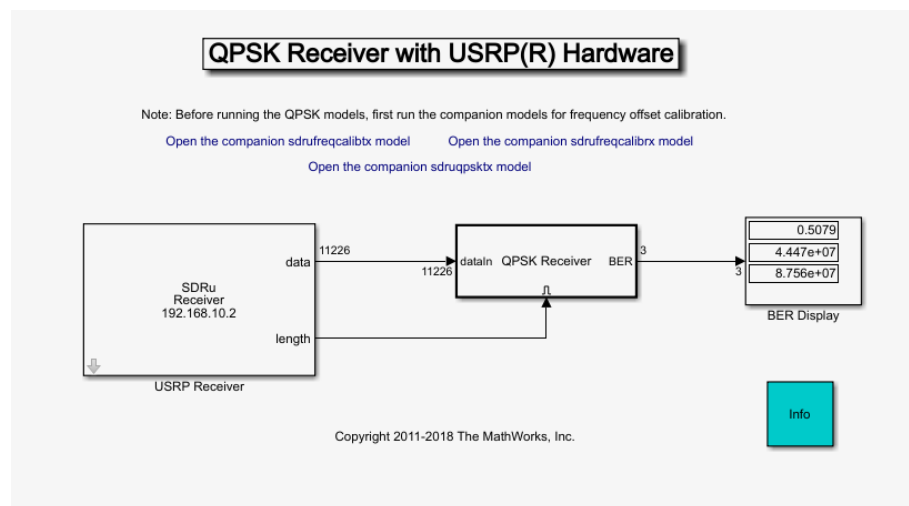 QPSK Receiver with USRP(R) Hardware
Note: Before running the QPSK models, first run the companion models for frequency offset calibration.
Open the companion sdrufreqcalibtx model
Open the companion sdrufreqcalibrx model
Open the companion sdruqpsktx model
SDRu
Receiver
192.168.10.2
data
length
USRP Receiver
11226
11226
dataIn
QPSK Receiver
BER
3
3
0.5079
4.447e+07
8.756e+07
BER Display
Info
Copyright 2011-2018 The MathWorks, Inc.